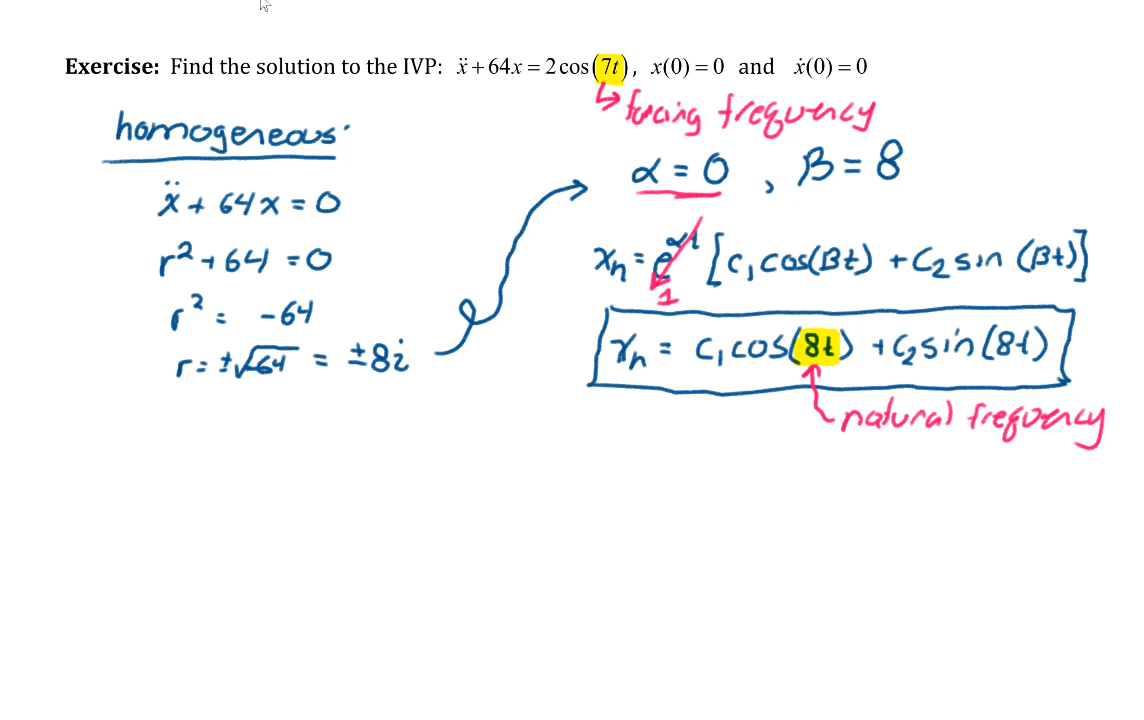 Exercise: Find the solution to the IVP: ẍ + 64x = 2cos(7t), x(0) = 0 and ẋ(0) = 0
↳ forcing frequency
homogeneous:
ẍ + 64x = 0
r² + 64 = 0
r² = -64
r = ±√-64 = ±8i
α = 0 , β = 8
xₕ = e^αt [c₁cos(βt) + c₂sin(βt)]
1
xₕ = c₁cos(8t) + c₂sin(8t)
natural frequency